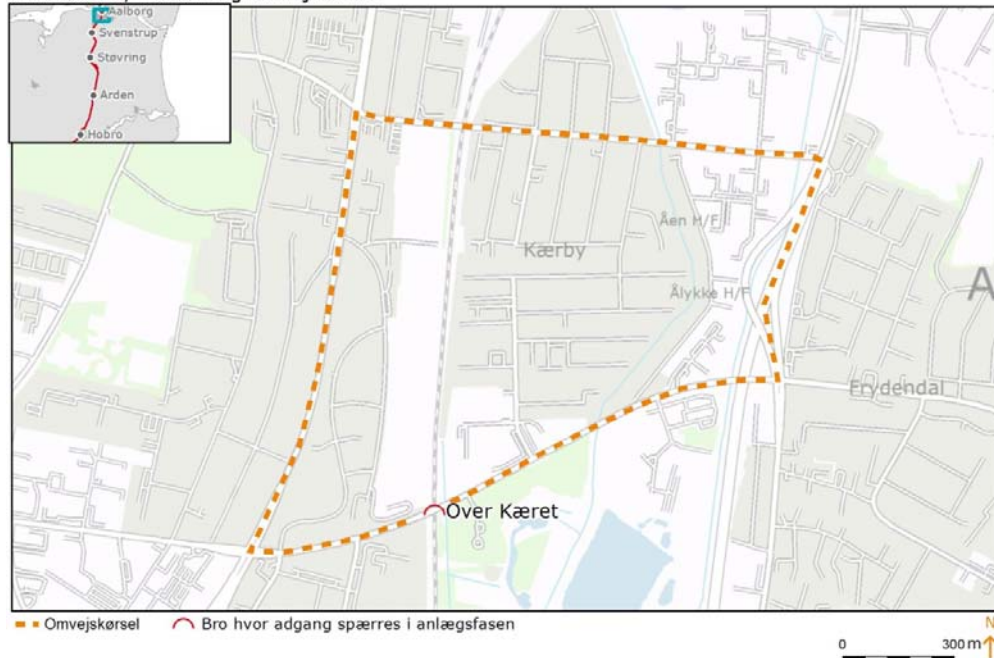 Aalborg
Svenstrup
Støvring
Arden
Hobro
Åen H/F
Kærby
Ålykke H/F
A
Frydendal
Over Kæret
Omvejskørsel
Bro hvor adgang spærres i anlægsfasen
N
0 300 m